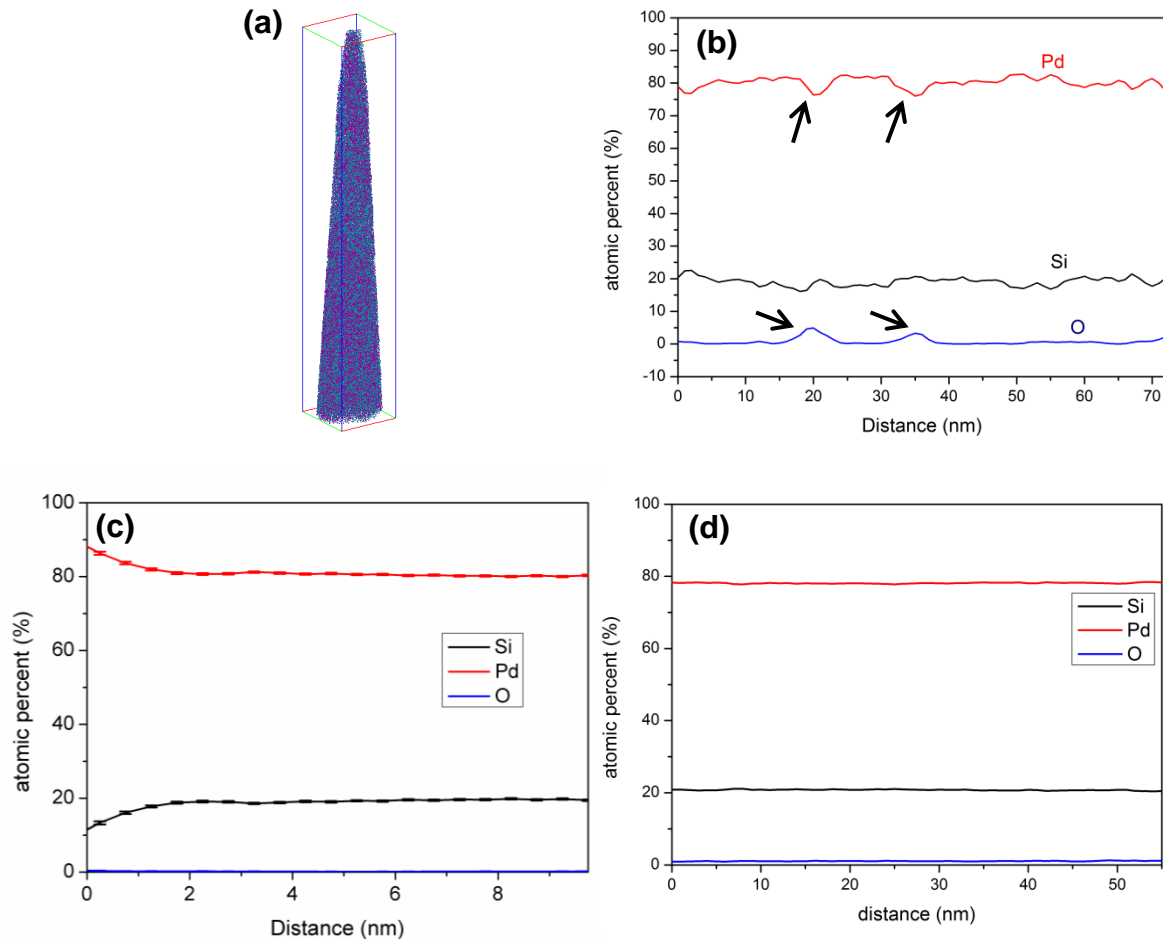 (a)
(b)
100
90
80
70
60
50
40
30
20
10
0
-10
atomic percent (%)
Pd
Si
O
0 10 20 30 40 50 60 70
Distance (nm)
(c)
100
80
60
40
20
0
atomic percent (%)
Si
Pd
O
0 2 4 6 8
Distance (nm)
(d)
100
80
60
40
20
0
atomic percent (%)
Si
Pd
O
0 10 20 30 40 50
distance (nm)